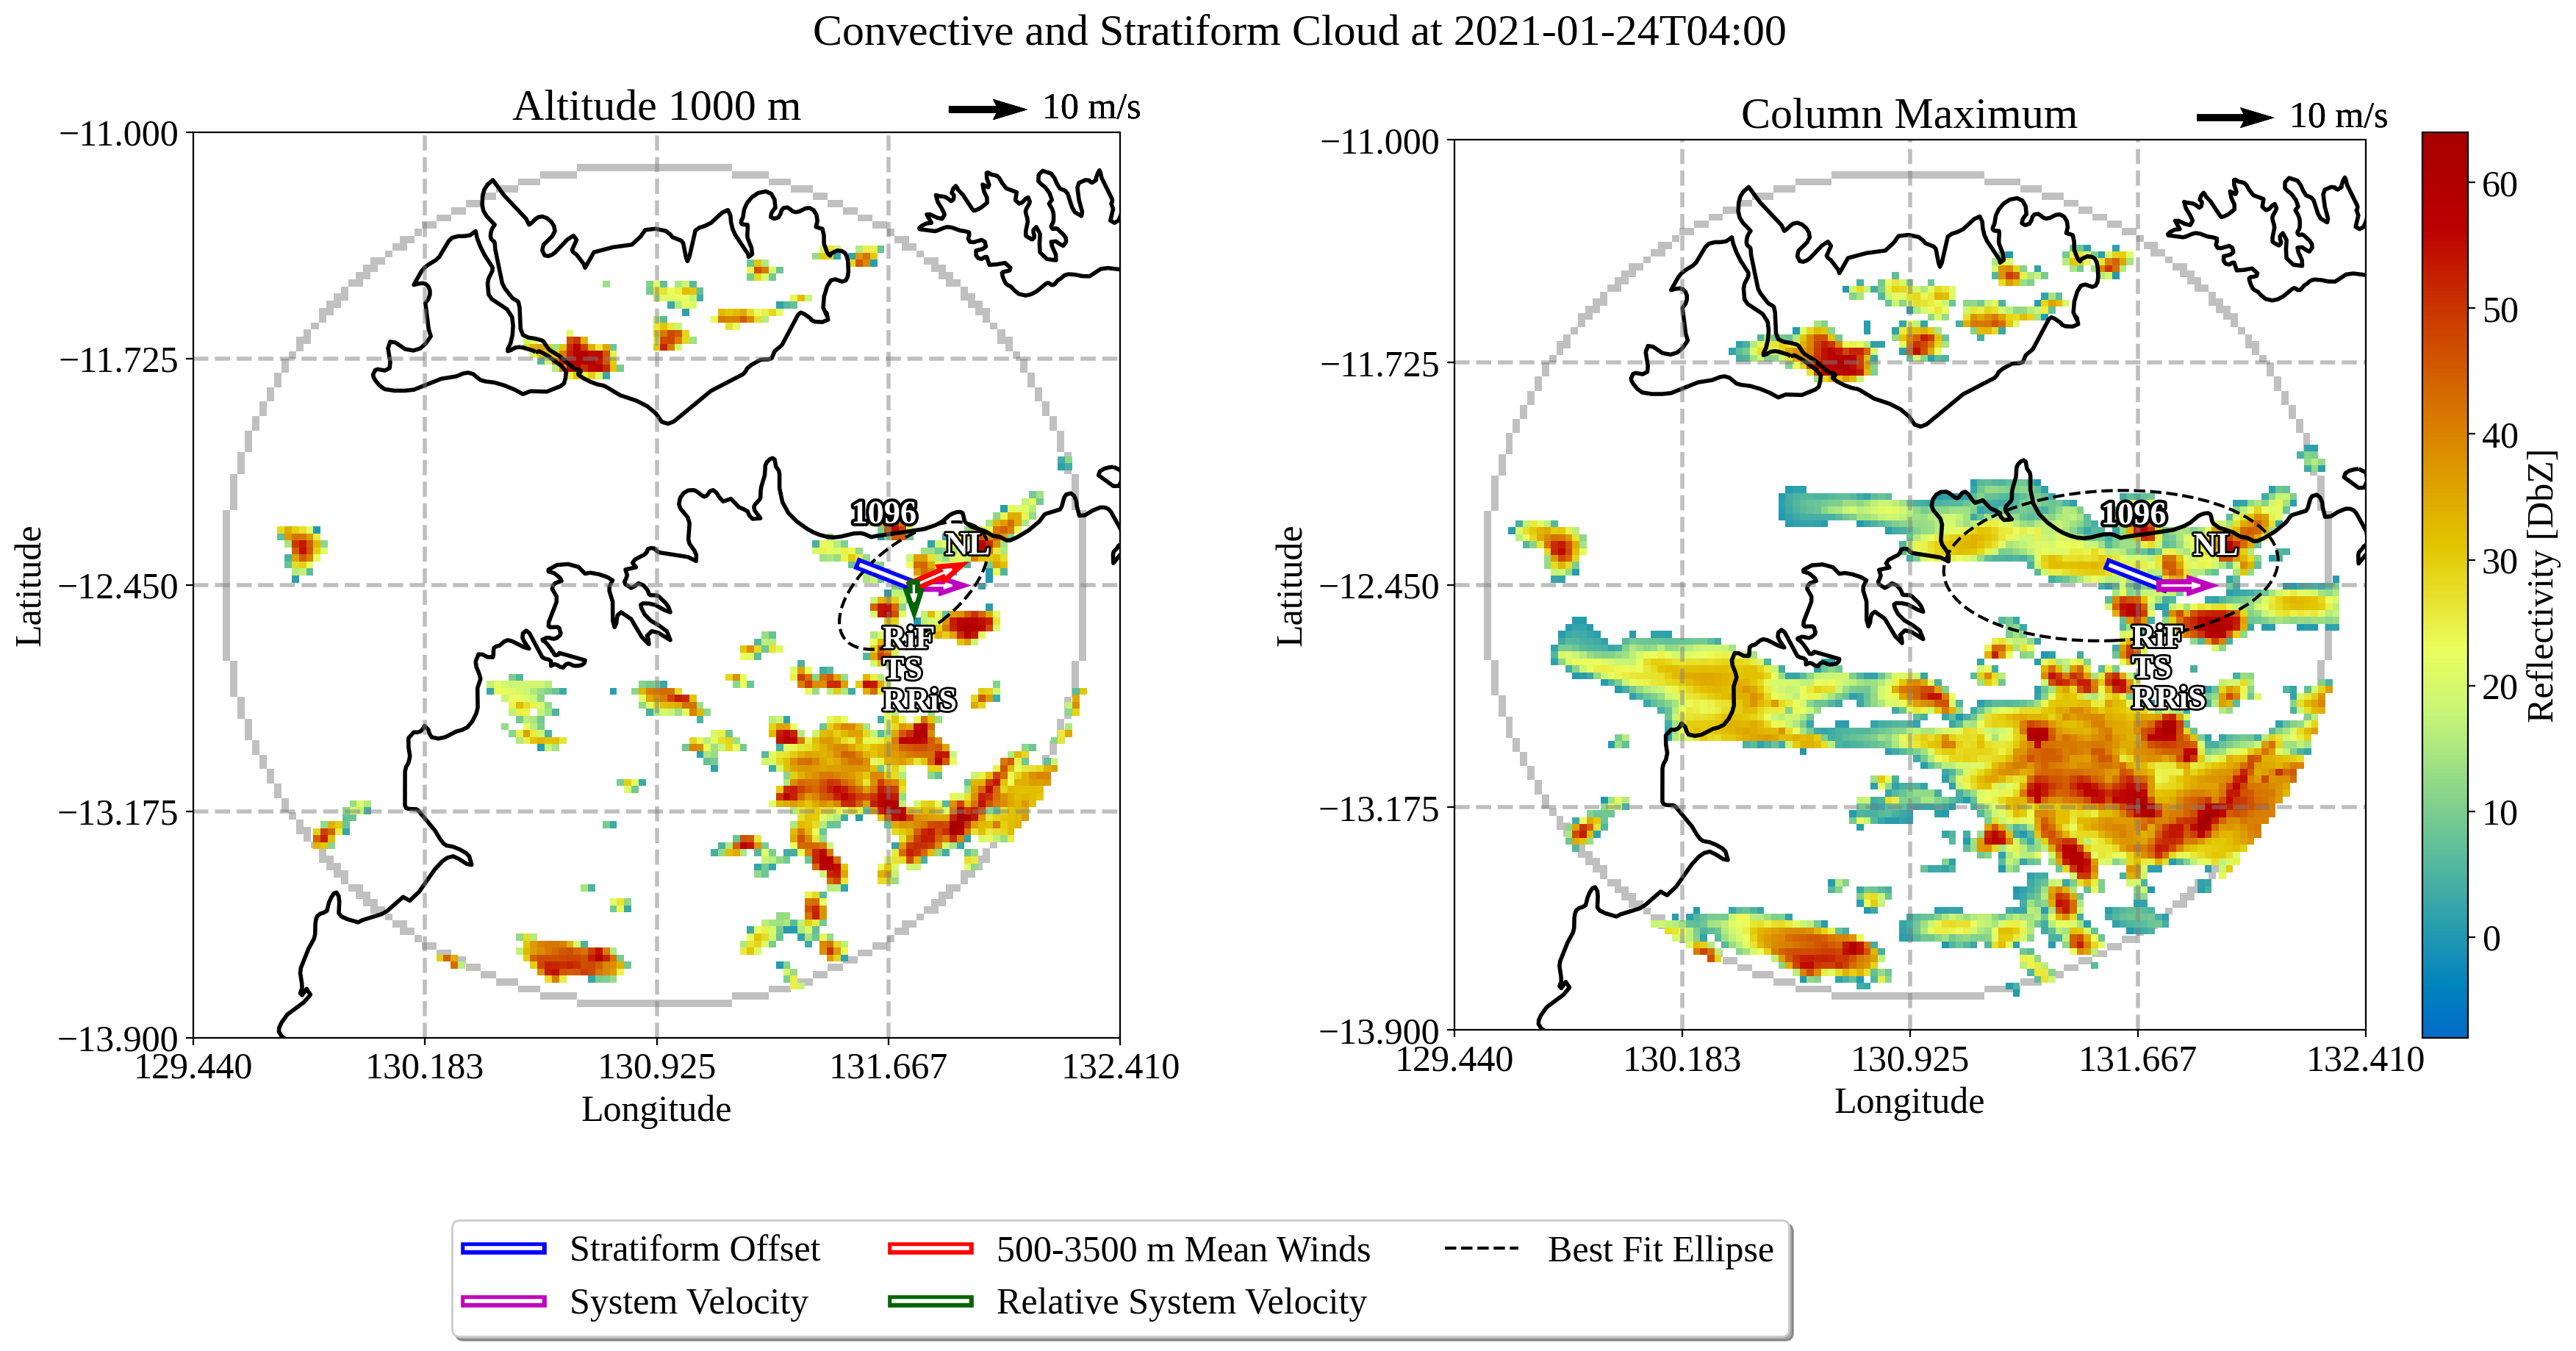 Convective and Stratiform Cloud at 2021-01-24T04:00
Altitude 1000 m
10 m/s
−11.000
−11.725
−12.450
−13.175
−13.900
Latitude
129.440
130.183
130.925
131.667
132.410
Longitude
1096
NL
RiF
TS
RRiS
Column Maximum
10 m/s
−11.000
−11.725
−12.450
−13.175
−13.900
Latitude
129.440
130.183
130.925
131.667
132.410
Longitude
1096
NL
RiF
TS
RRiS
60
50
40
30
20
10
0
Reflectivity [DbZ]
Stratiform Offset
System Velocity
500-3500 m Mean Winds
Relative System Velocity
Best Fit Ellipse